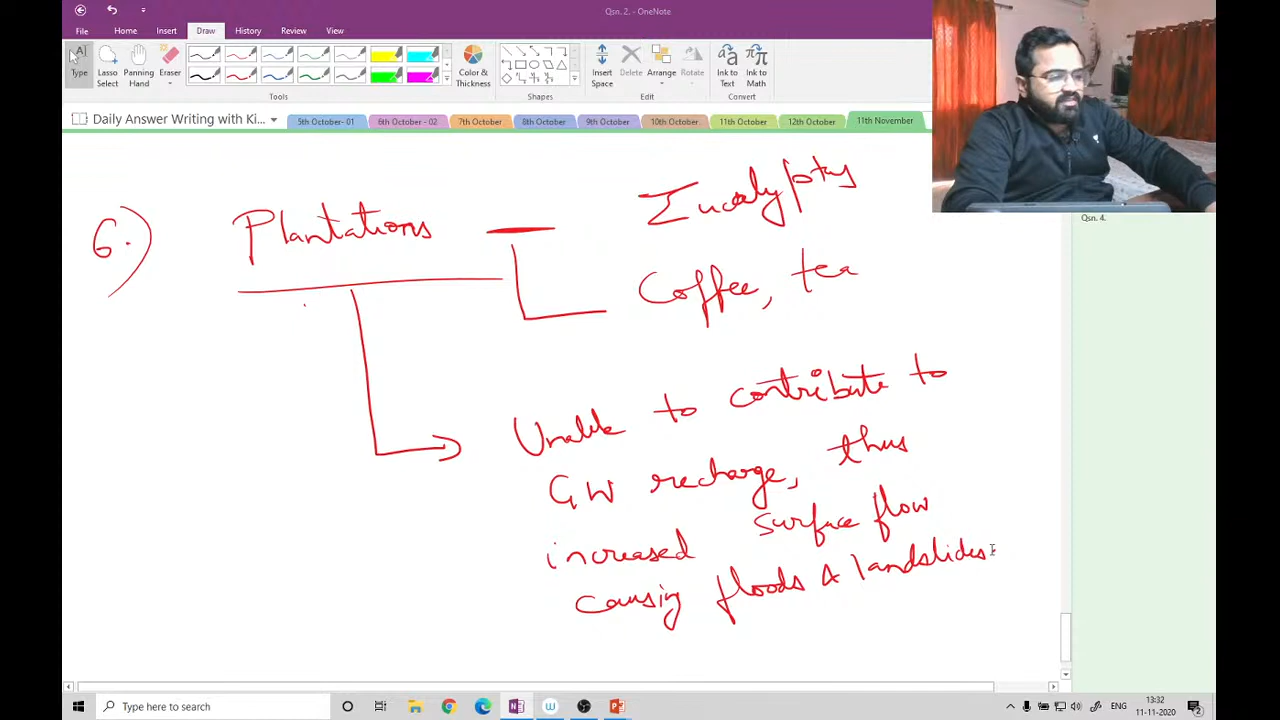 Qsn. 2. - OneNote
File Home Insert Draw History Review View
Type
Lasso Select
Panning Hand
Eraser
Color & Thickness
Insert Space
Delete
Arrange
Rotate
Ink to Text
Ink to Math
Tools
Shapes
Edit
Convert
Daily Answer Writing with Ki...
5th October- 01
6th October - 02
7th October
8th October
9th October
10th October
11th October
12th October
11th November
Qsn. 4.
6.) Plantations — Eucalyptus
Coffee, tea
Unable to contribute to
GW recharge, thus
increased surface flow
causing floods & landslides
Type here to search
ENG
13:32
11-11-2020
2